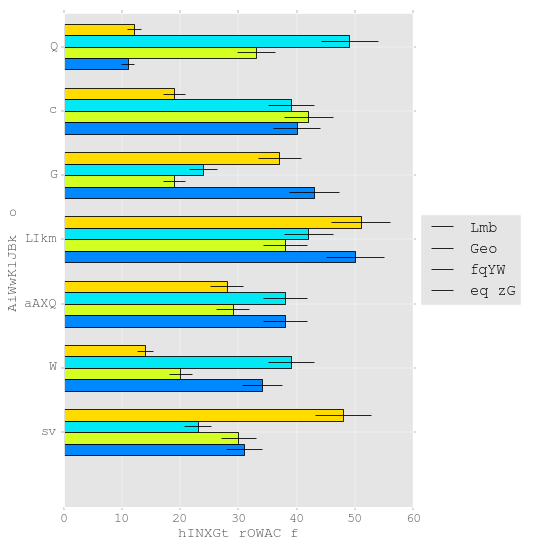 Q
c
G
LIkm
aAXQ
W
sv
AiWwKlJBk o
0 10 20 30 40 50 60
hINXGt rOWAC f
Lmb
Geo
fqYW
eq zG